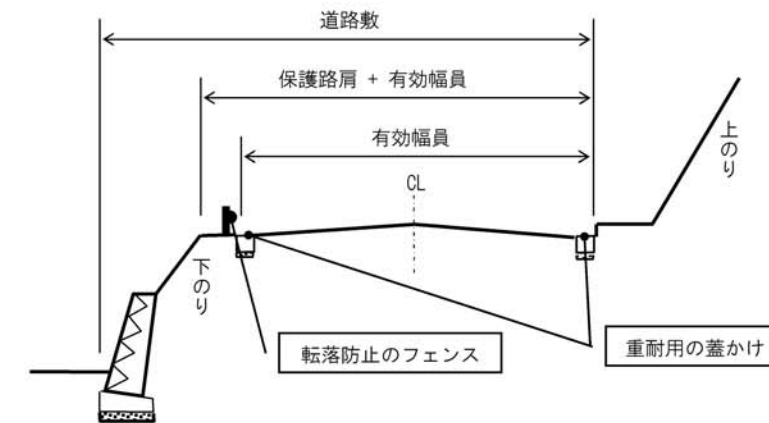 道路敷
保護路肩 + 有効幅員
有効幅員
CL
上のり
下のり
転落防止のフェンス
重耐用の蓋かけ